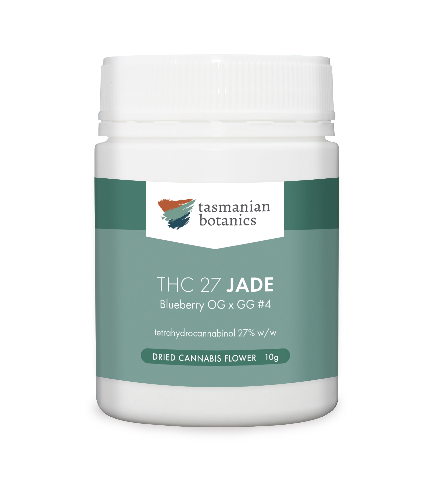 tasmanian
botanics
THC 27 JADE
Blueberry OG x GG #4
tetrahydrocannabinol 27% w/w
DRIED CANNABIS FLOWER 10g